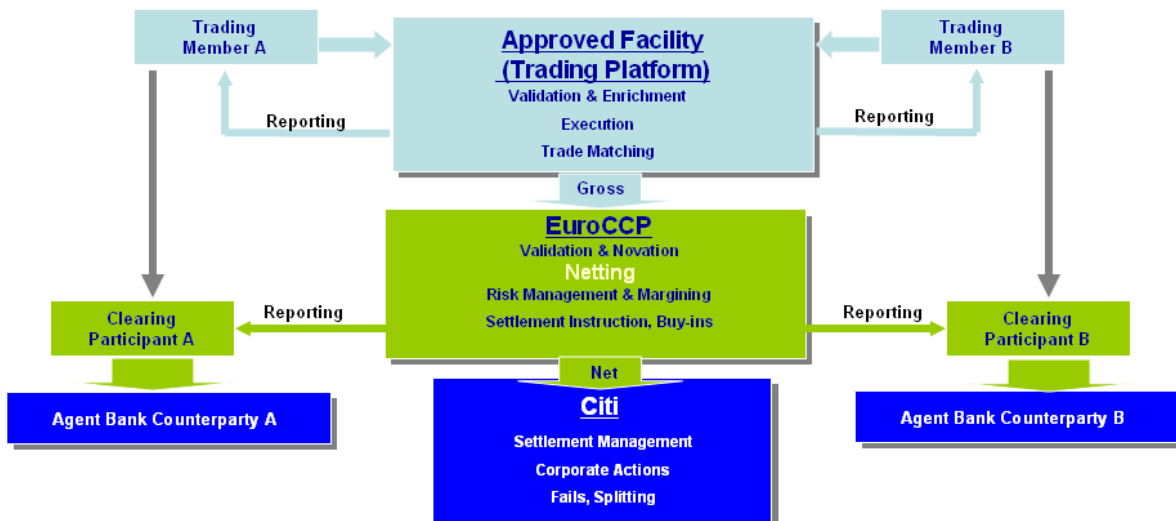 Trading
Member A
Approved Facility
(Trading Platform)
Validation & Enrichment
Execution
Trade Matching
Trading
Member B
Reporting
Reporting
Gross
EuroCCP
Validation & Novation
Netting
Risk Management & Margining
Settlement Instruction, Buy-ins
Clearing
Participant A
Reporting
Reporting
Clearing
Participant B
Net
Agent Bank Counterparty A
Citi
Settlement Management
Corporate Actions
Fails, Splitting
Agent Bank Counterparty B